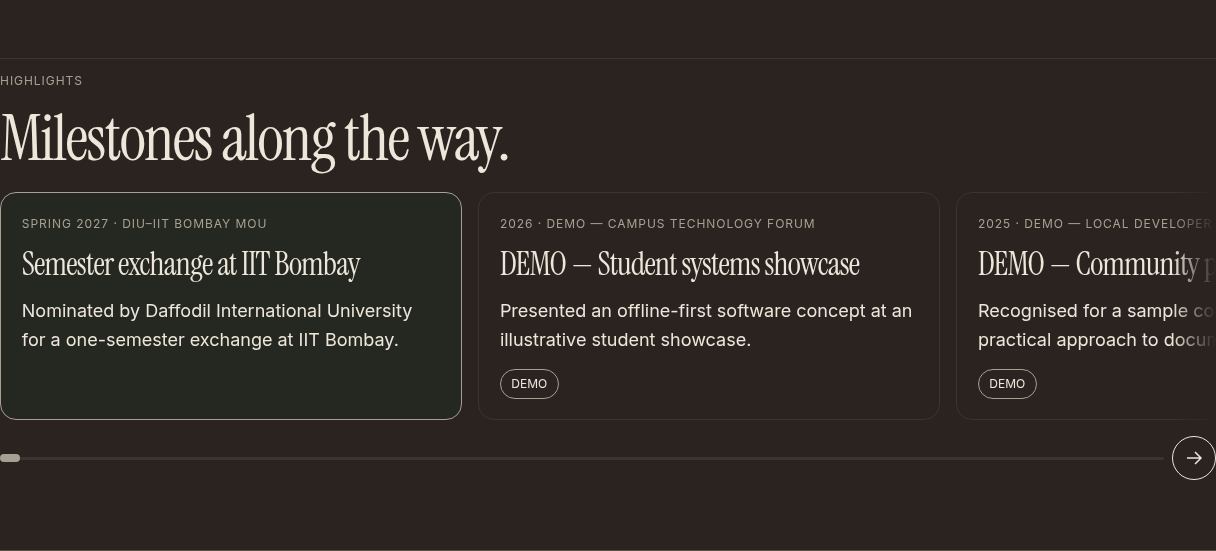 HIGHLIGHTS
Milestones along the way.
SPRING 2027 · DIU–IIT BOMBAY MOU
Semester exchange at IIT Bombay
Nominated by Daffodil International University
for a one-semester exchange at IIT Bombay.
2026 · DEMO — CAMPUS TECHNOLOGY FORUM
DEMO — Student systems showcase
Presented an offline-first software concept at an
illustrative student showcase.
DEMO
2025 · DEMO — LOCAL DEVELOPER
DEMO — Community
Recognised for a sample
practical approach to
DEMO